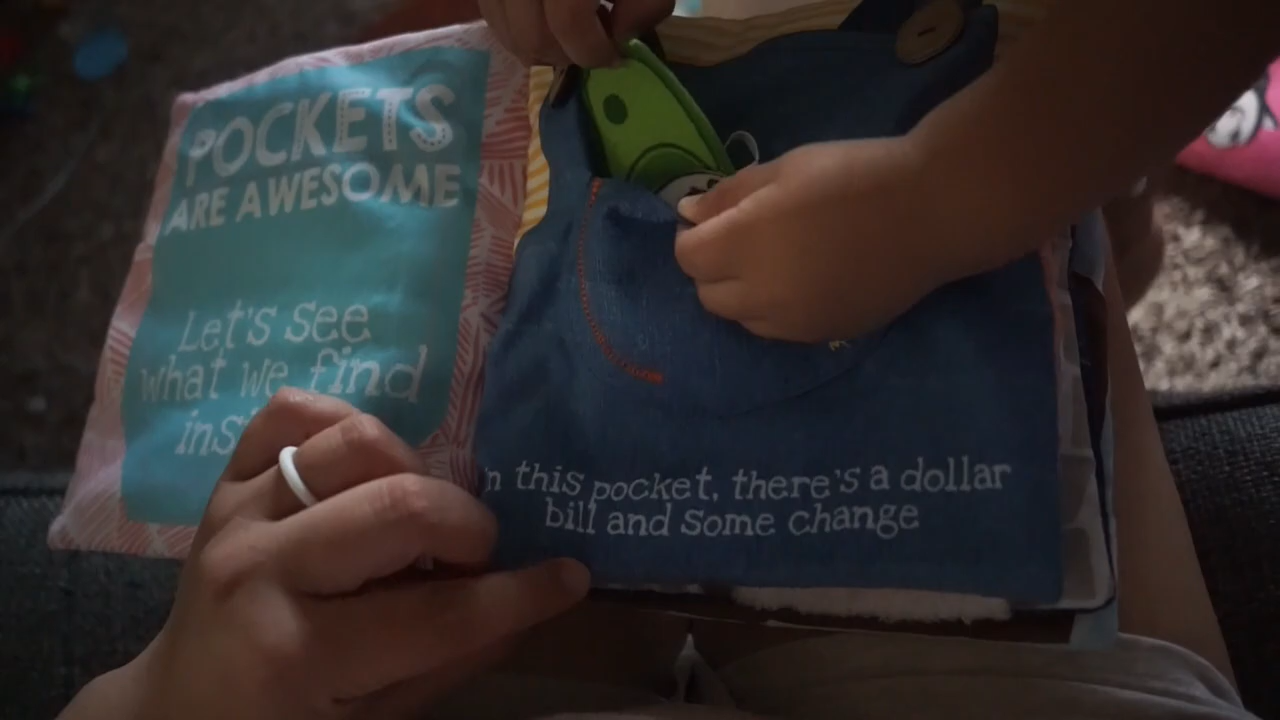 POCKETS
ARE AWESOME
Let's see
what we find
n this pocket, there's a dollar
bill and some change